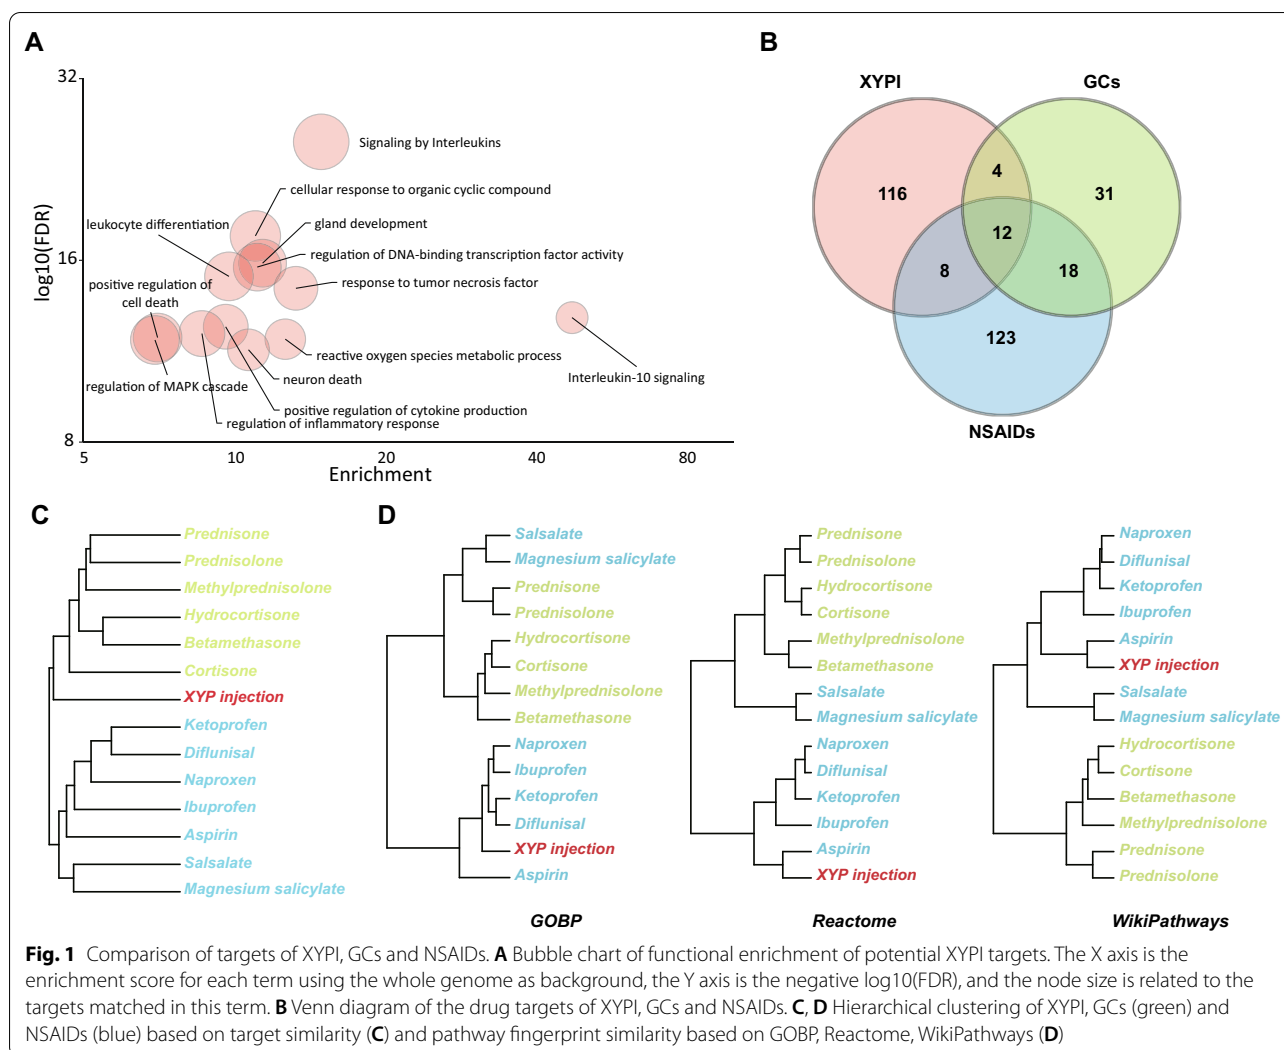 A
32
16
8
log10(FDR)
5
10
20
40
80
Enrichment
Signaling by Interleukins
cellular response to organic cyclic compound
leukocyte differentiation
gland development
regulation of DNA-binding transcription factor activity
positive regulation of
cell death
response to tumor necrosis factor
reactive oxygen species metabolic process
Interleukin-10 signaling
neuron death
regulation of MAPK cascade
positive regulation of cytokine production
regulation of inflammatory response
B
XYPI
GCs
116
4
31
12
8
18
123
NSAIDs
C
Prednisone
Prednisolone
Methylprednisolone
Hydrocortisone
Betamethasone
Cortisone
XYP injection
Ketoprofen
Diflunisal
Naproxen
Ibuprofen
Aspirin
Salsalate
Magnesium salicylate
D
Salsalate
Magnesium salicylate
Prednisone
Prednisolone
Hydrocortisone
Cortisone
Methylprednisolone
Betamethasone
Naproxen
Ibuprofen
Ketoprofen
Diflunisal
XYP injection
Aspirin
GOBP
Prednisone
Prednisolone
Hydrocortisone
Cortisone
Methylprednisolone
Betamethasone
Salsalate
Magnesium salicylate
Naproxen
Diflunisal
Ketoprofen
Ibuprofen
Aspirin
XYP injection
Reactome
Naproxen
Diflunisal
Ketoprofen
Ibuprofen
Aspirin
XYP injection
Salsalate
Magnesium salicylate
Hydrocortisone
Cortisone
Betamethasone
Methylprednisolone
Prednisone
Prednisolone
WikiPathways
Fig. 1 Comparison of targets of XYPI, GCs and NSAIDs. A Bubble chart of functional enrichment of potential XYPI targets. The X axis is the
enrichment score for each term using the whole genome as background, the Y axis is the negative log10(FDR), and the node size is related to the
targets matched in this term. B Venn diagram of the drug targets of XYPI, GCs and NSAIDs. C, D Hierarchical clustering of XYPI, GCs (green) and
NSAIDs (blue) based on target similarity (C) and pathway fingerprint similarity based on GOBP, Reactome, WikiPathways (D)